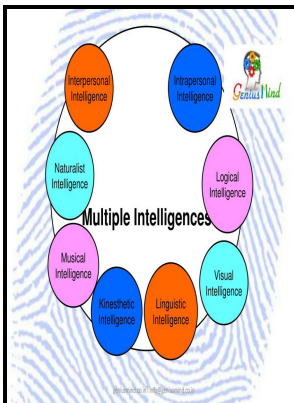 Interpersonal
Intelligence
Intrapersonal
Intelligence
Genius Mind
Naturalist
Intelligence
Logical
Intelligence
Multiple Intelligences
Musical
Intelligence
Visual
Intelligence
Kinesthetic
Intelligence
Linguistic
Intelligence